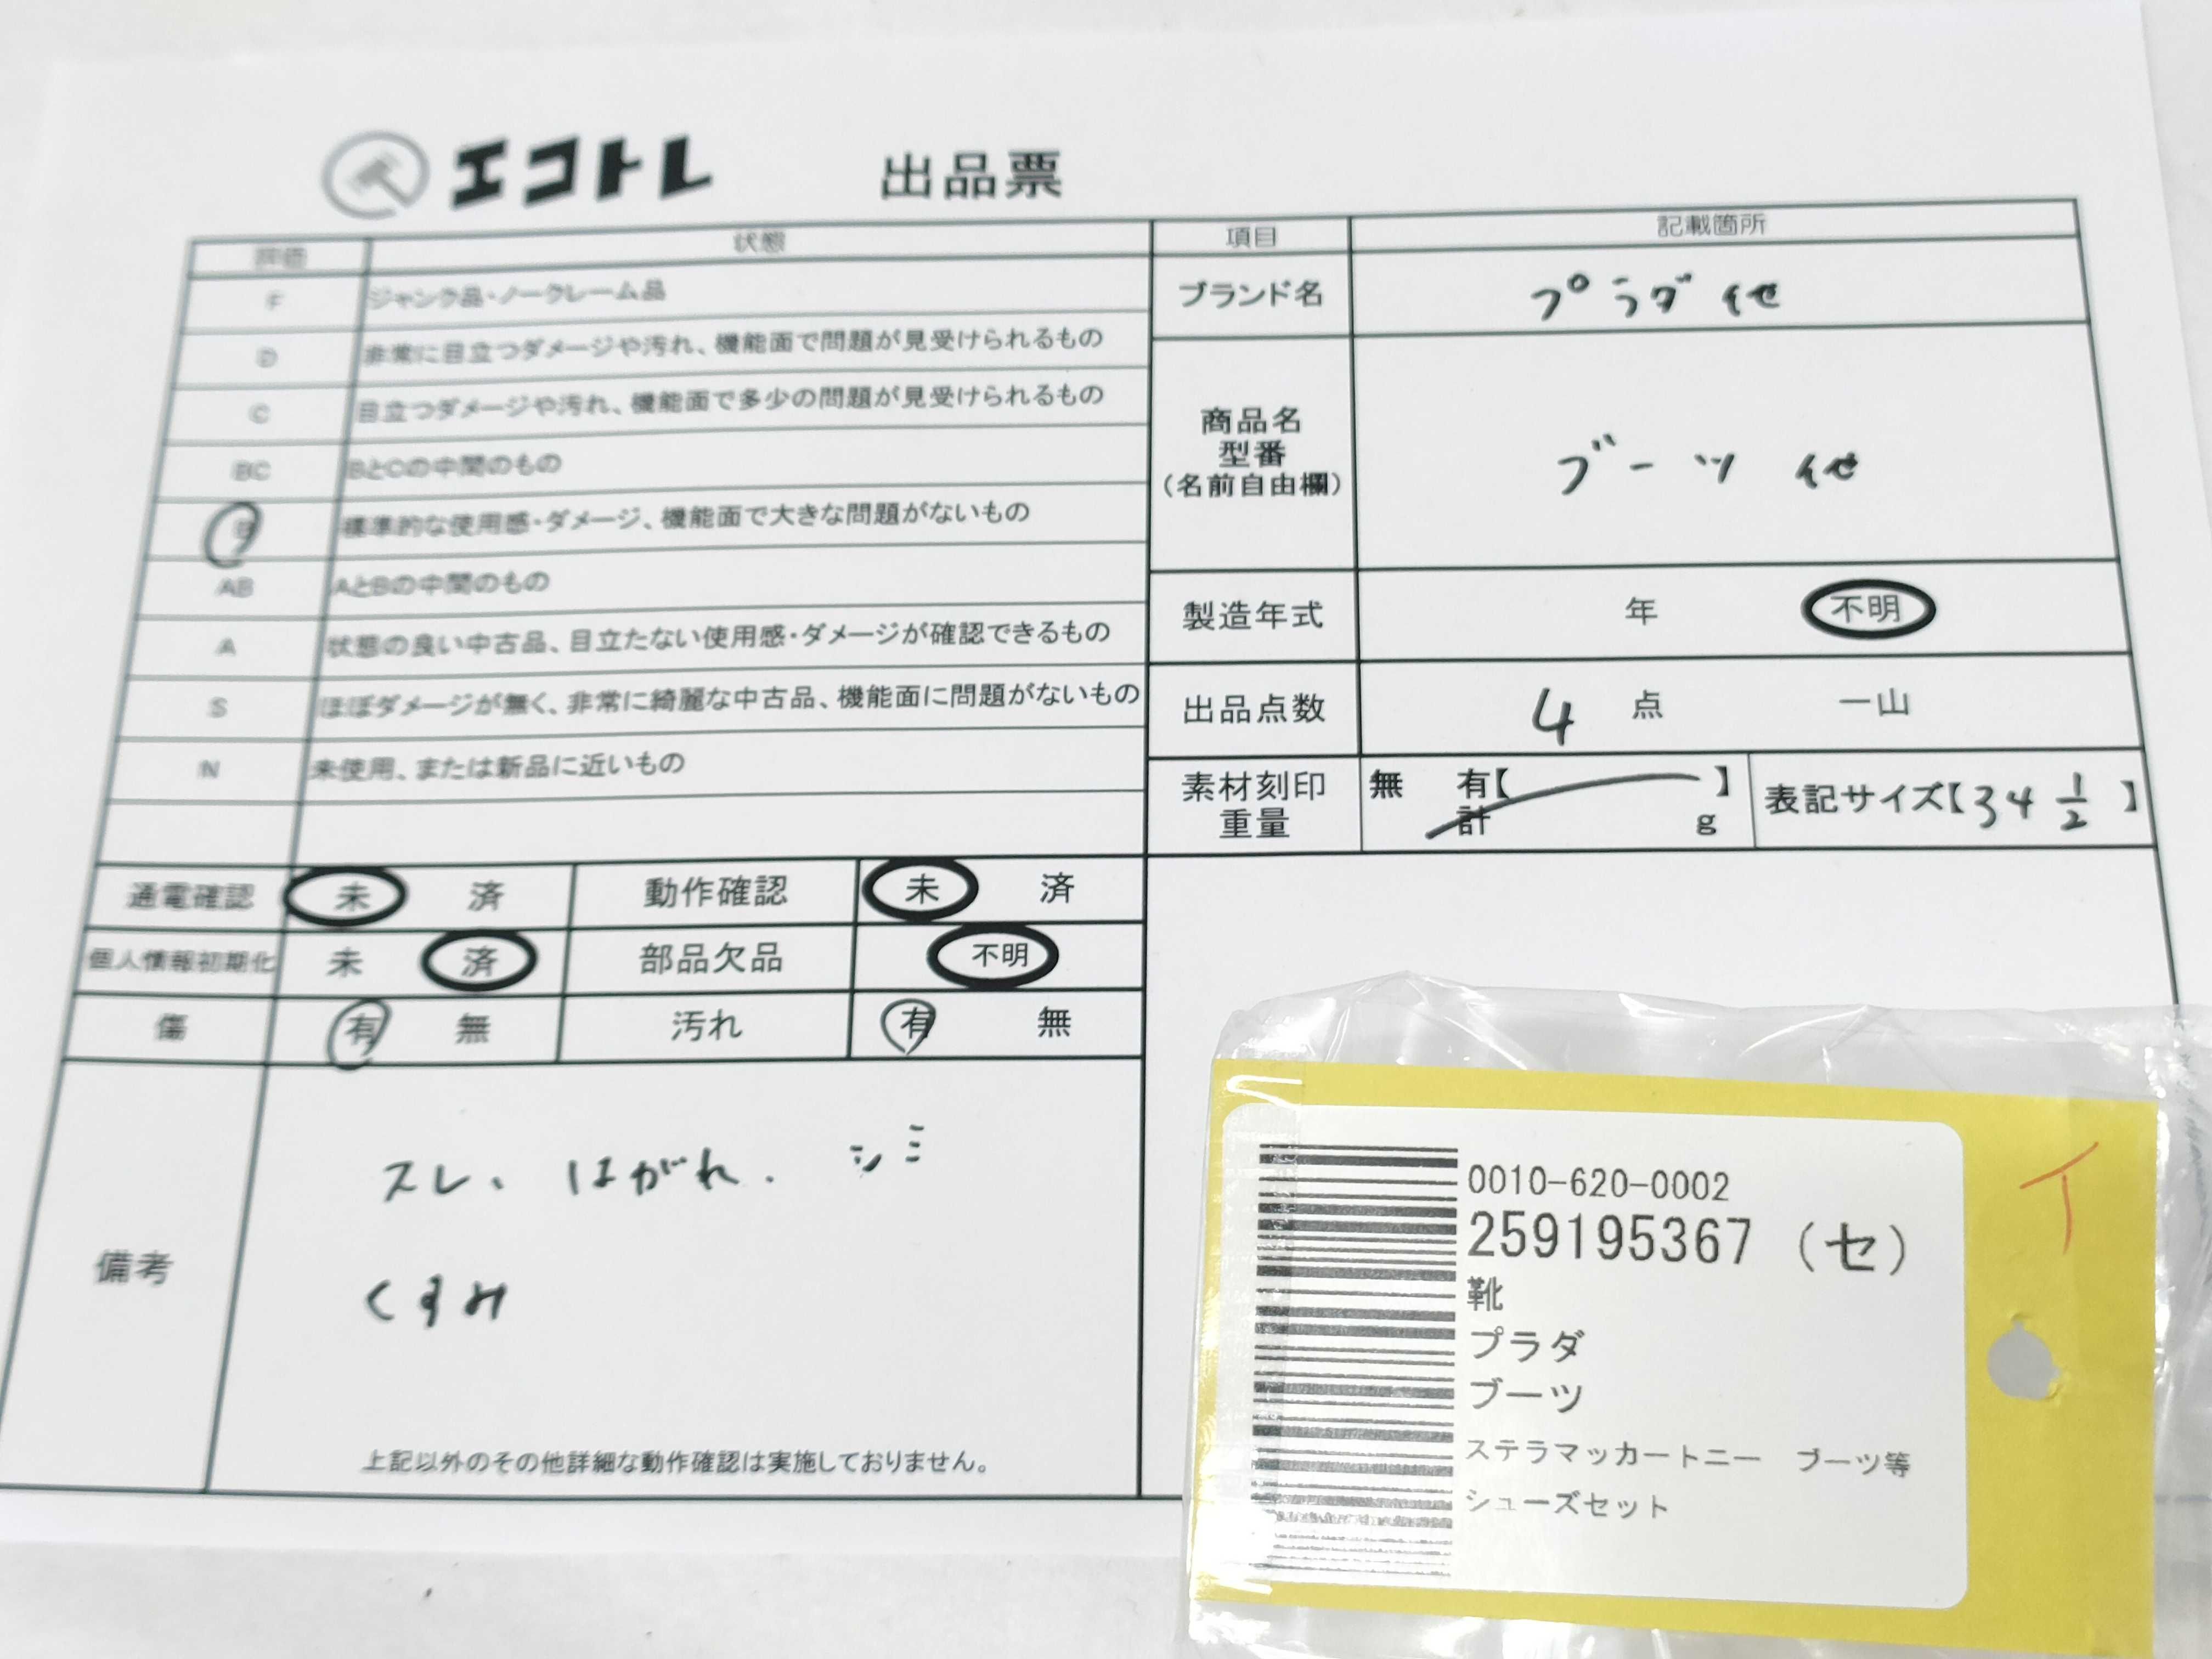 エコトレ 出品票
評価 状態 項目 記載箇所
F ジャンク品・ノークレーム品
D 非常に目立つダメージや汚れ、機能面で問題が見受けられるもの
C 目立つダメージや汚れ、機能面で多少の問題が見受けられるもの
BC BとCの中間のもの
B 標準的な使用感・ダメージ、機能面で大きな問題がないもの
AB AとBの中間のもの
A 状態の良い中古品、目立たない使用感・ダメージが確認できるもの
S ほぼダメージが無く、非常に綺麗な中古品、機能面に問題がないもの
N 未使用、または新品に近いもの
ブランド名 プラダ 他
商品名
型番
(名前自由欄)
ブーツ 他
製造年式 年 不明
出品点数 4 点 一山
素材刻印
重量
無 有【 】
計 g
表記サイズ【34 1/2】
通電確認 未 済 動作確認 未 済
個人情報初期化 未 済 部品欠品 不明
傷 有 無 汚れ 有 無
備考
スレ、はがれ.シミ
くすみ
上記以外のその他詳細な動作確認は実施しておりません。
0010-620-0002
259195367 (セ)
靴
プラダ
ブーツ
ステラマッカートニー ブーツ等
シューズセット
イ